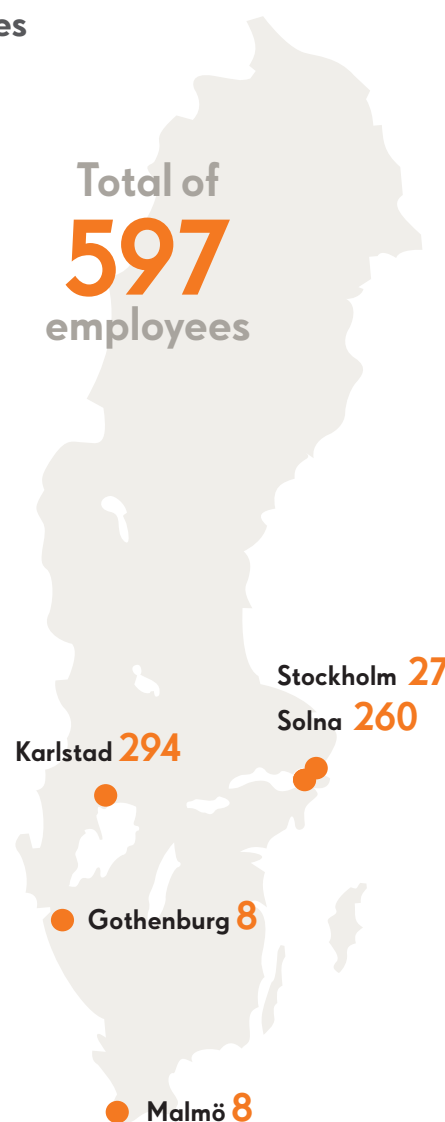 es
Total of
597
employees
Stockholm 27
Solna 260
Karlstad 294
Gothenburg 8
Malmö 8